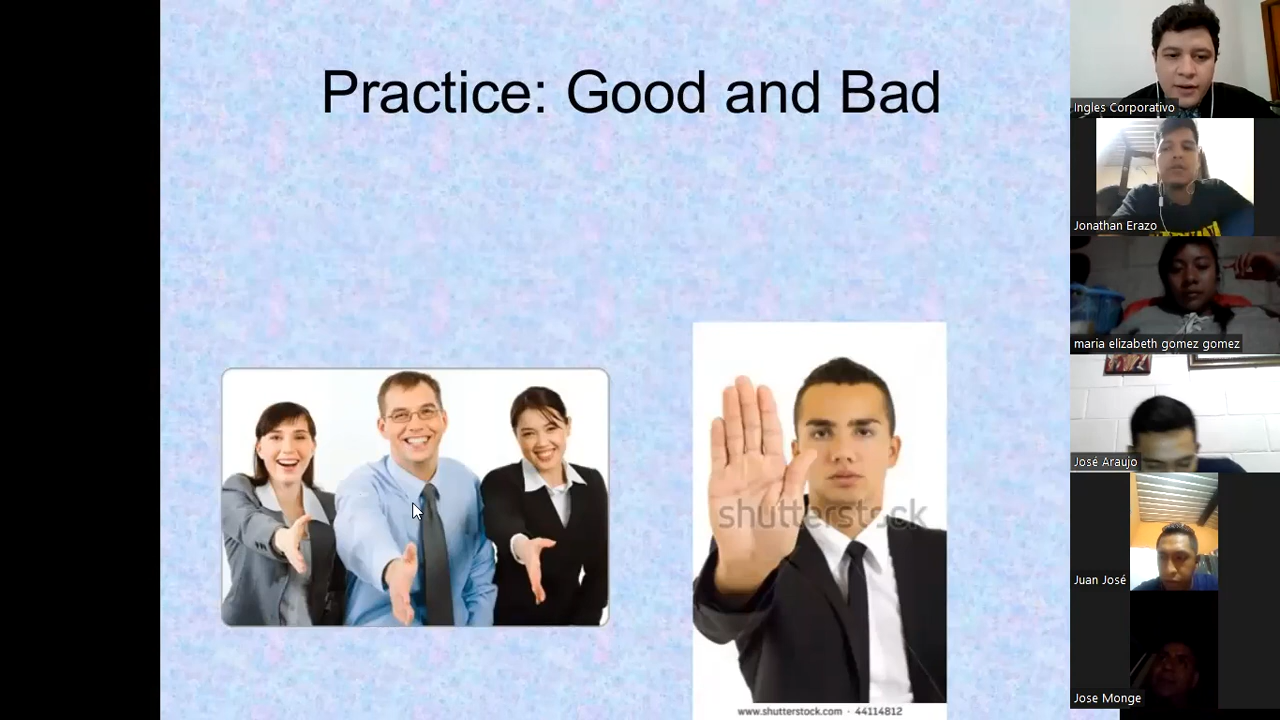 Practice: Good and Bad
shutterstock
www.shutterstock.com · 44114812
Ingles Corporativo
Jonathan Erazo
maria elizabeth gomez gomez
José Araujo
Juan José
Jose Monge